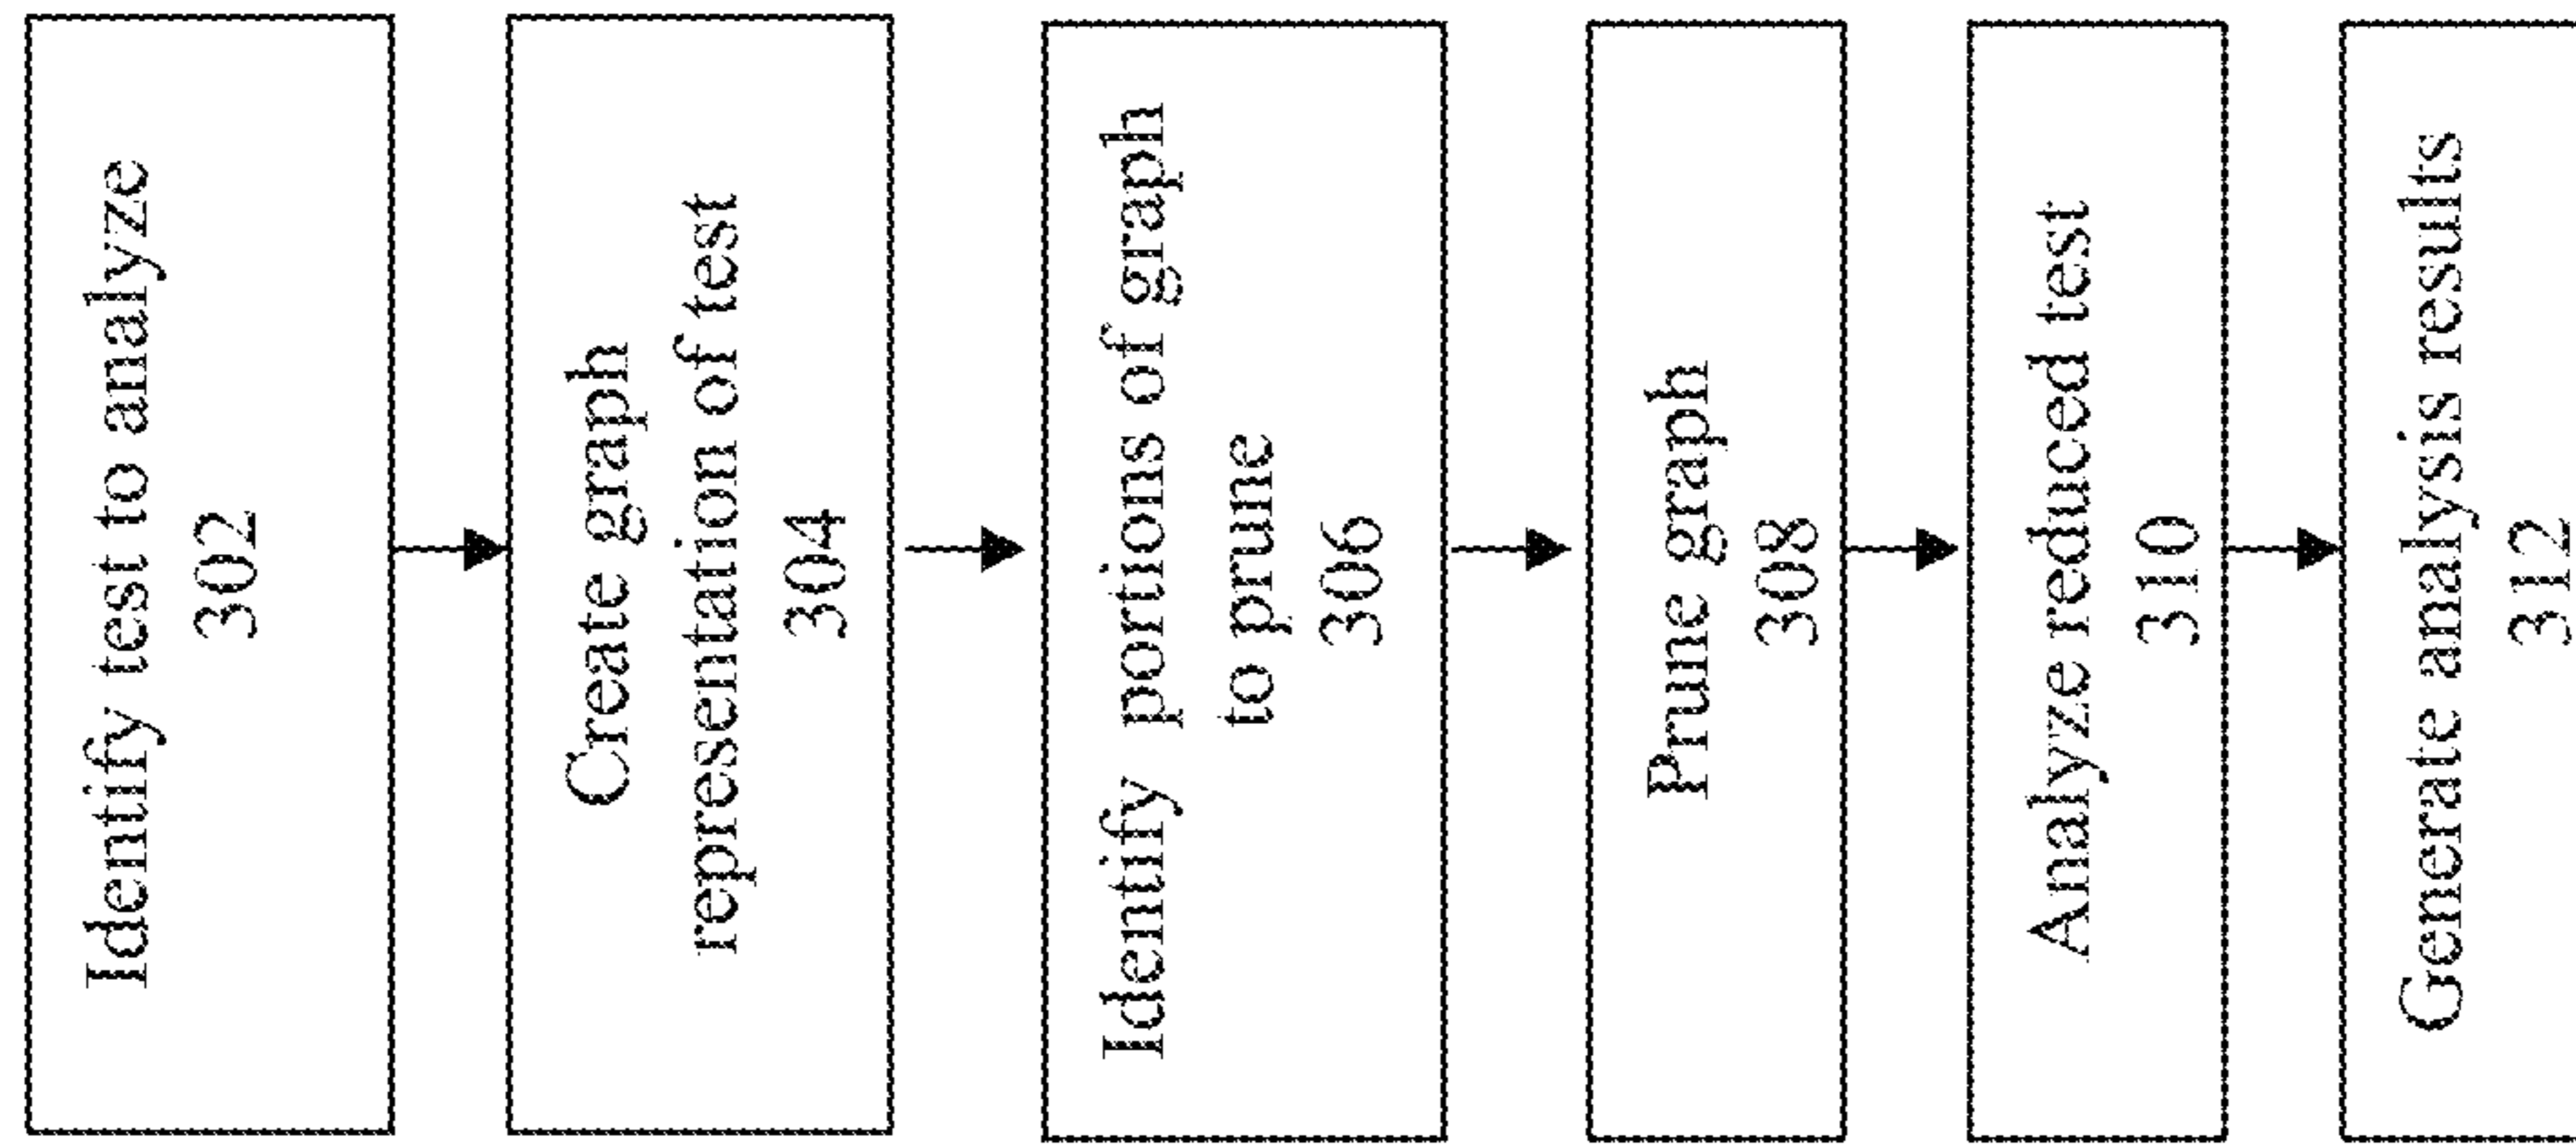 Identify test to analyze
302
Create graph
representation of test
304
Identify portions of graph
to prune
306
Prune graph
308
Analyze reduced test
310
Generate analysis results
312